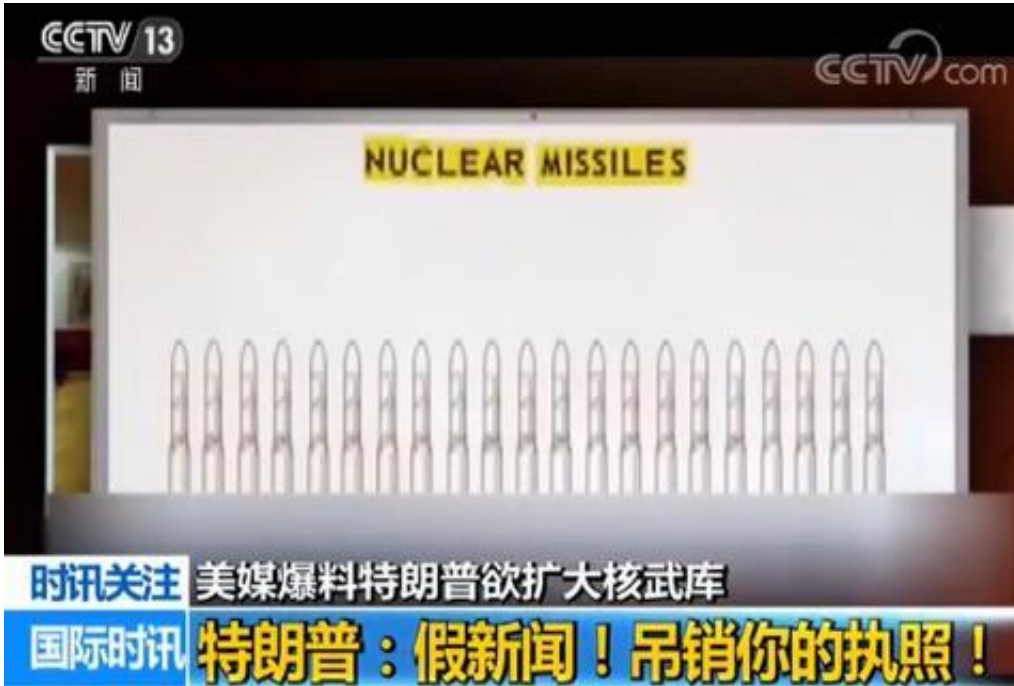 CCTV 13
新闻
CCTV.com
NUCLEAR MISSILES
时讯关注 美媒爆料特朗普欲扩大核武库
国际时讯 特朗普：假新闻！吊销你的执照！